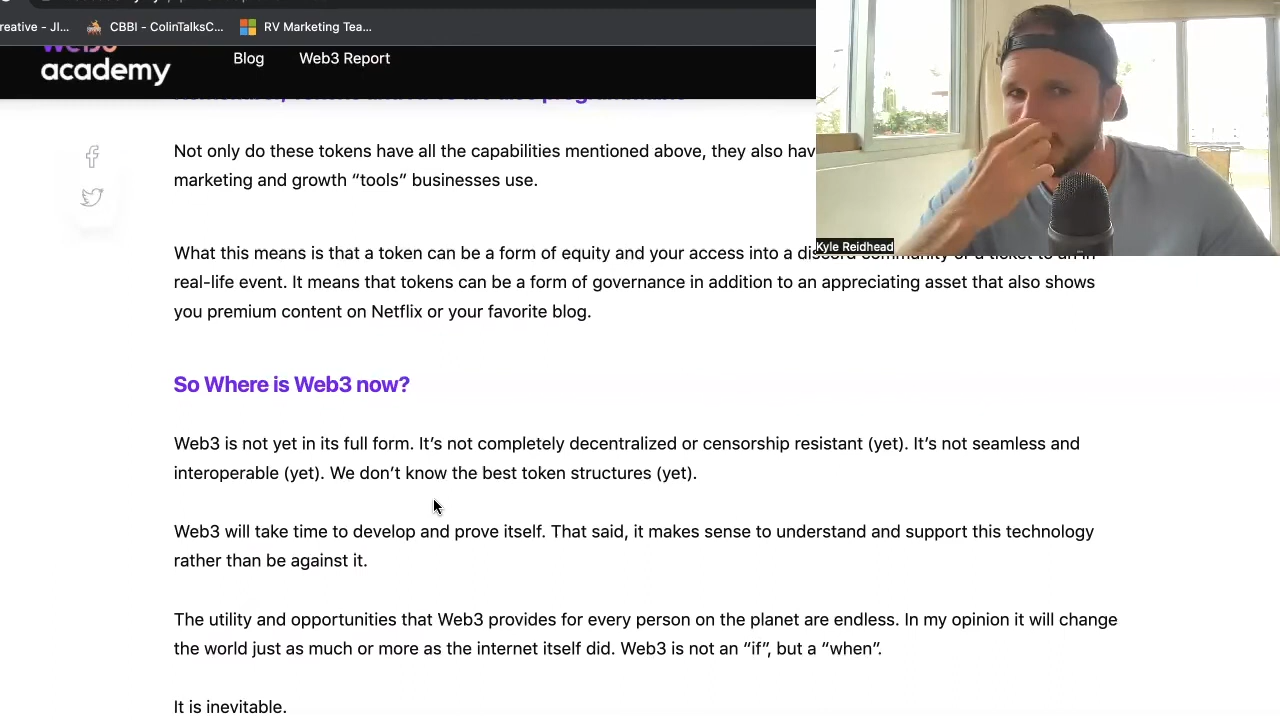 reative - JI... CBBI - ColinTalksC... RV Marketing Tea...
web3
academy
Blog Web3 Report
Not only do these tokens have all the capabilities mentioned above, they also hav
marketing and growth “tools” businesses use.
What this means is that a token can be a form of equity and your access into a discord community or a ticket to an in
real-life event. It means that tokens can be a form of governance in addition to an appreciating asset that also shows
you premium content on Netflix or your favorite blog.
Kyle Reidhead
So Where is Web3 now?
Web3 is not yet in its full form. It’s not completely decentralized or censorship resistant (yet). It’s not seamless and
interoperable (yet). We don’t know the best token structures (yet).
Web3 will take time to develop and prove itself. That said, it makes sense to understand and support this technology
rather than be against it.
The utility and opportunities that Web3 provides for every person on the planet are endless. In my opinion it will change
the world just as much or more as the internet itself did. Web3 is not an “if”, but a “when”.
It is inevitable.